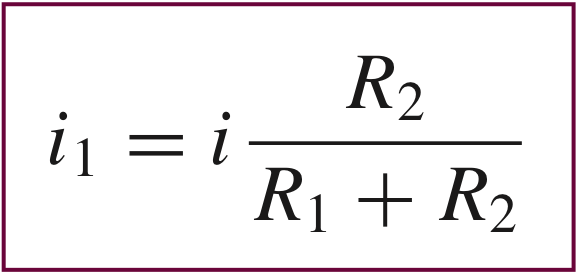 i₁ = i R₂ / (R₁ + R₂)